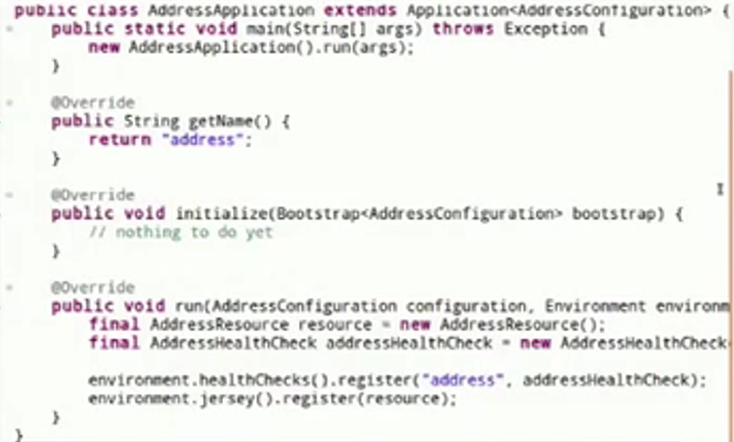 public class AddressApplication extends Application<AddressConfiguration> {
    public static void main(String[] args) throws Exception {
        new AddressApplication().run(args);
    }

    @Override
    public String getName() {
        return "address";
    }

    @Override
    public void initialize(Bootstrap<AddressConfiguration> bootstrap) {
        // nothing to do yet
    }

    @Override
    public void run(AddressConfiguration configuration, Environment environm
        final AddressResource resource = new AddressResource();
        final AddressHealthCheck addressHealthCheck = new AddressHealthCheck

        environment.healthChecks().register("address", addressHealthCheck);
        environment.jersey().register(resource);
    }
}